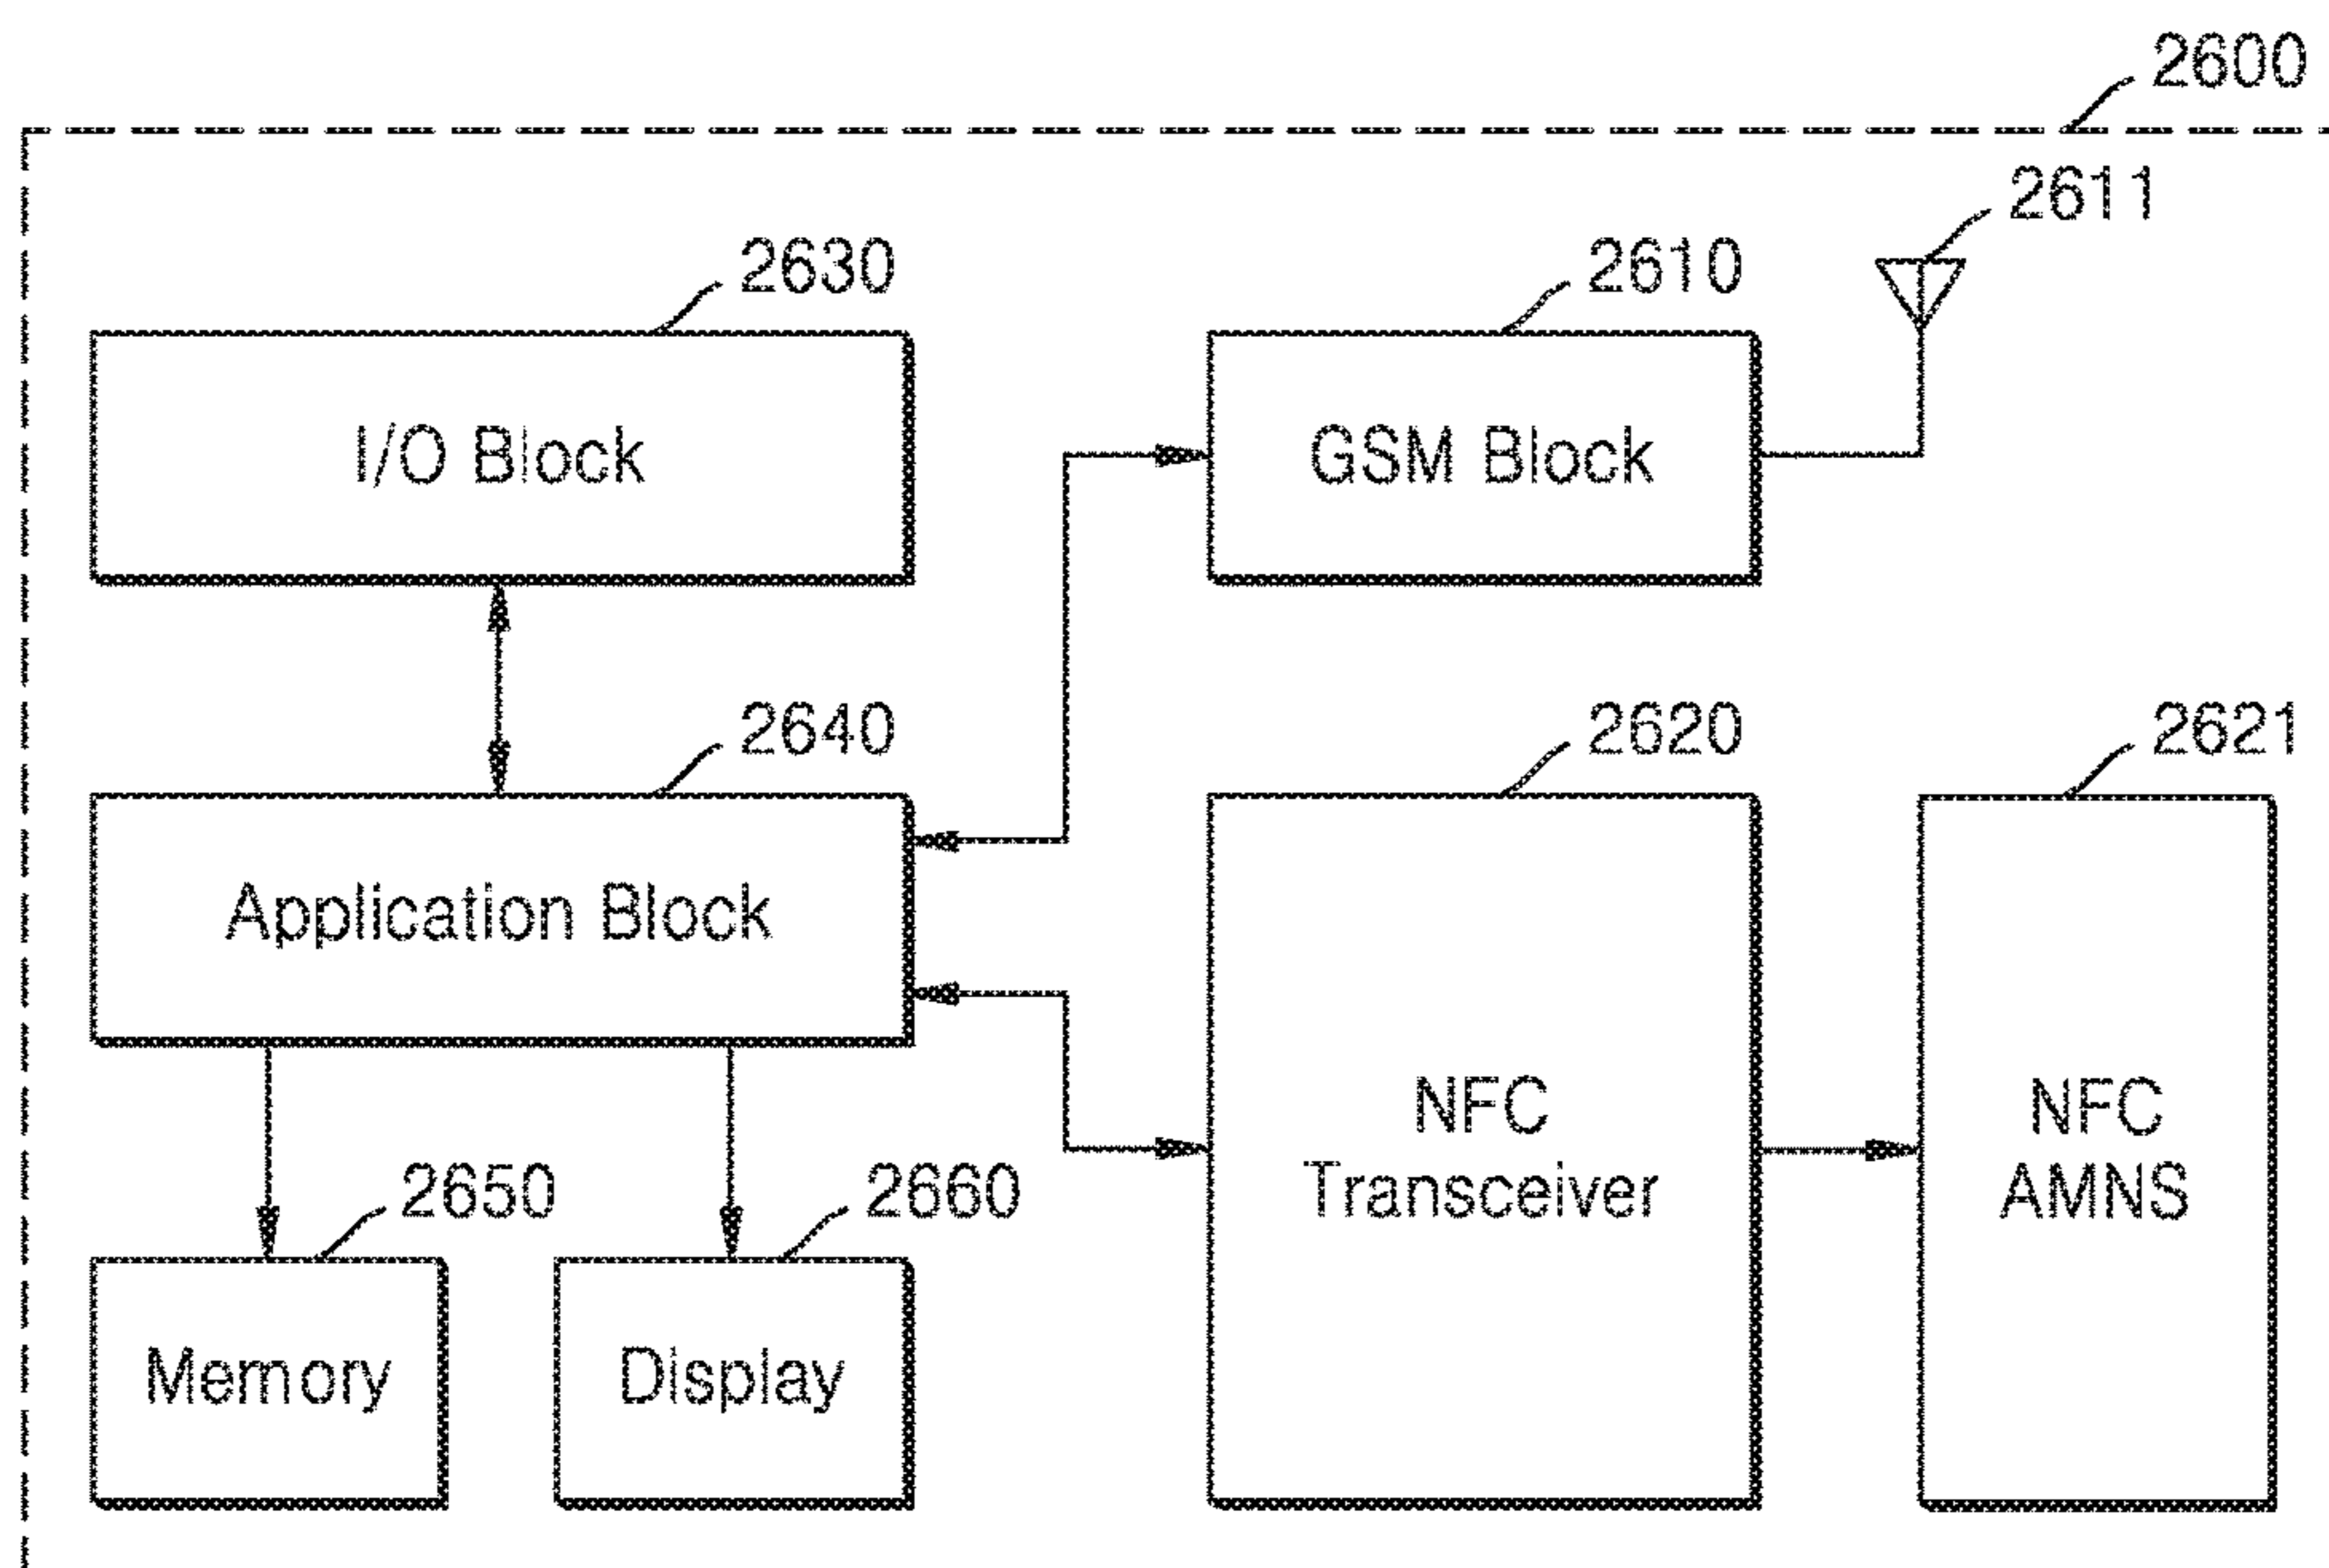 2600
2611
2630
2610
I/O Block
GSM Block
2640
2620
2621
Application Block
NFC
Transceiver
NFC
AMNS
2650
2660
Memory
Display